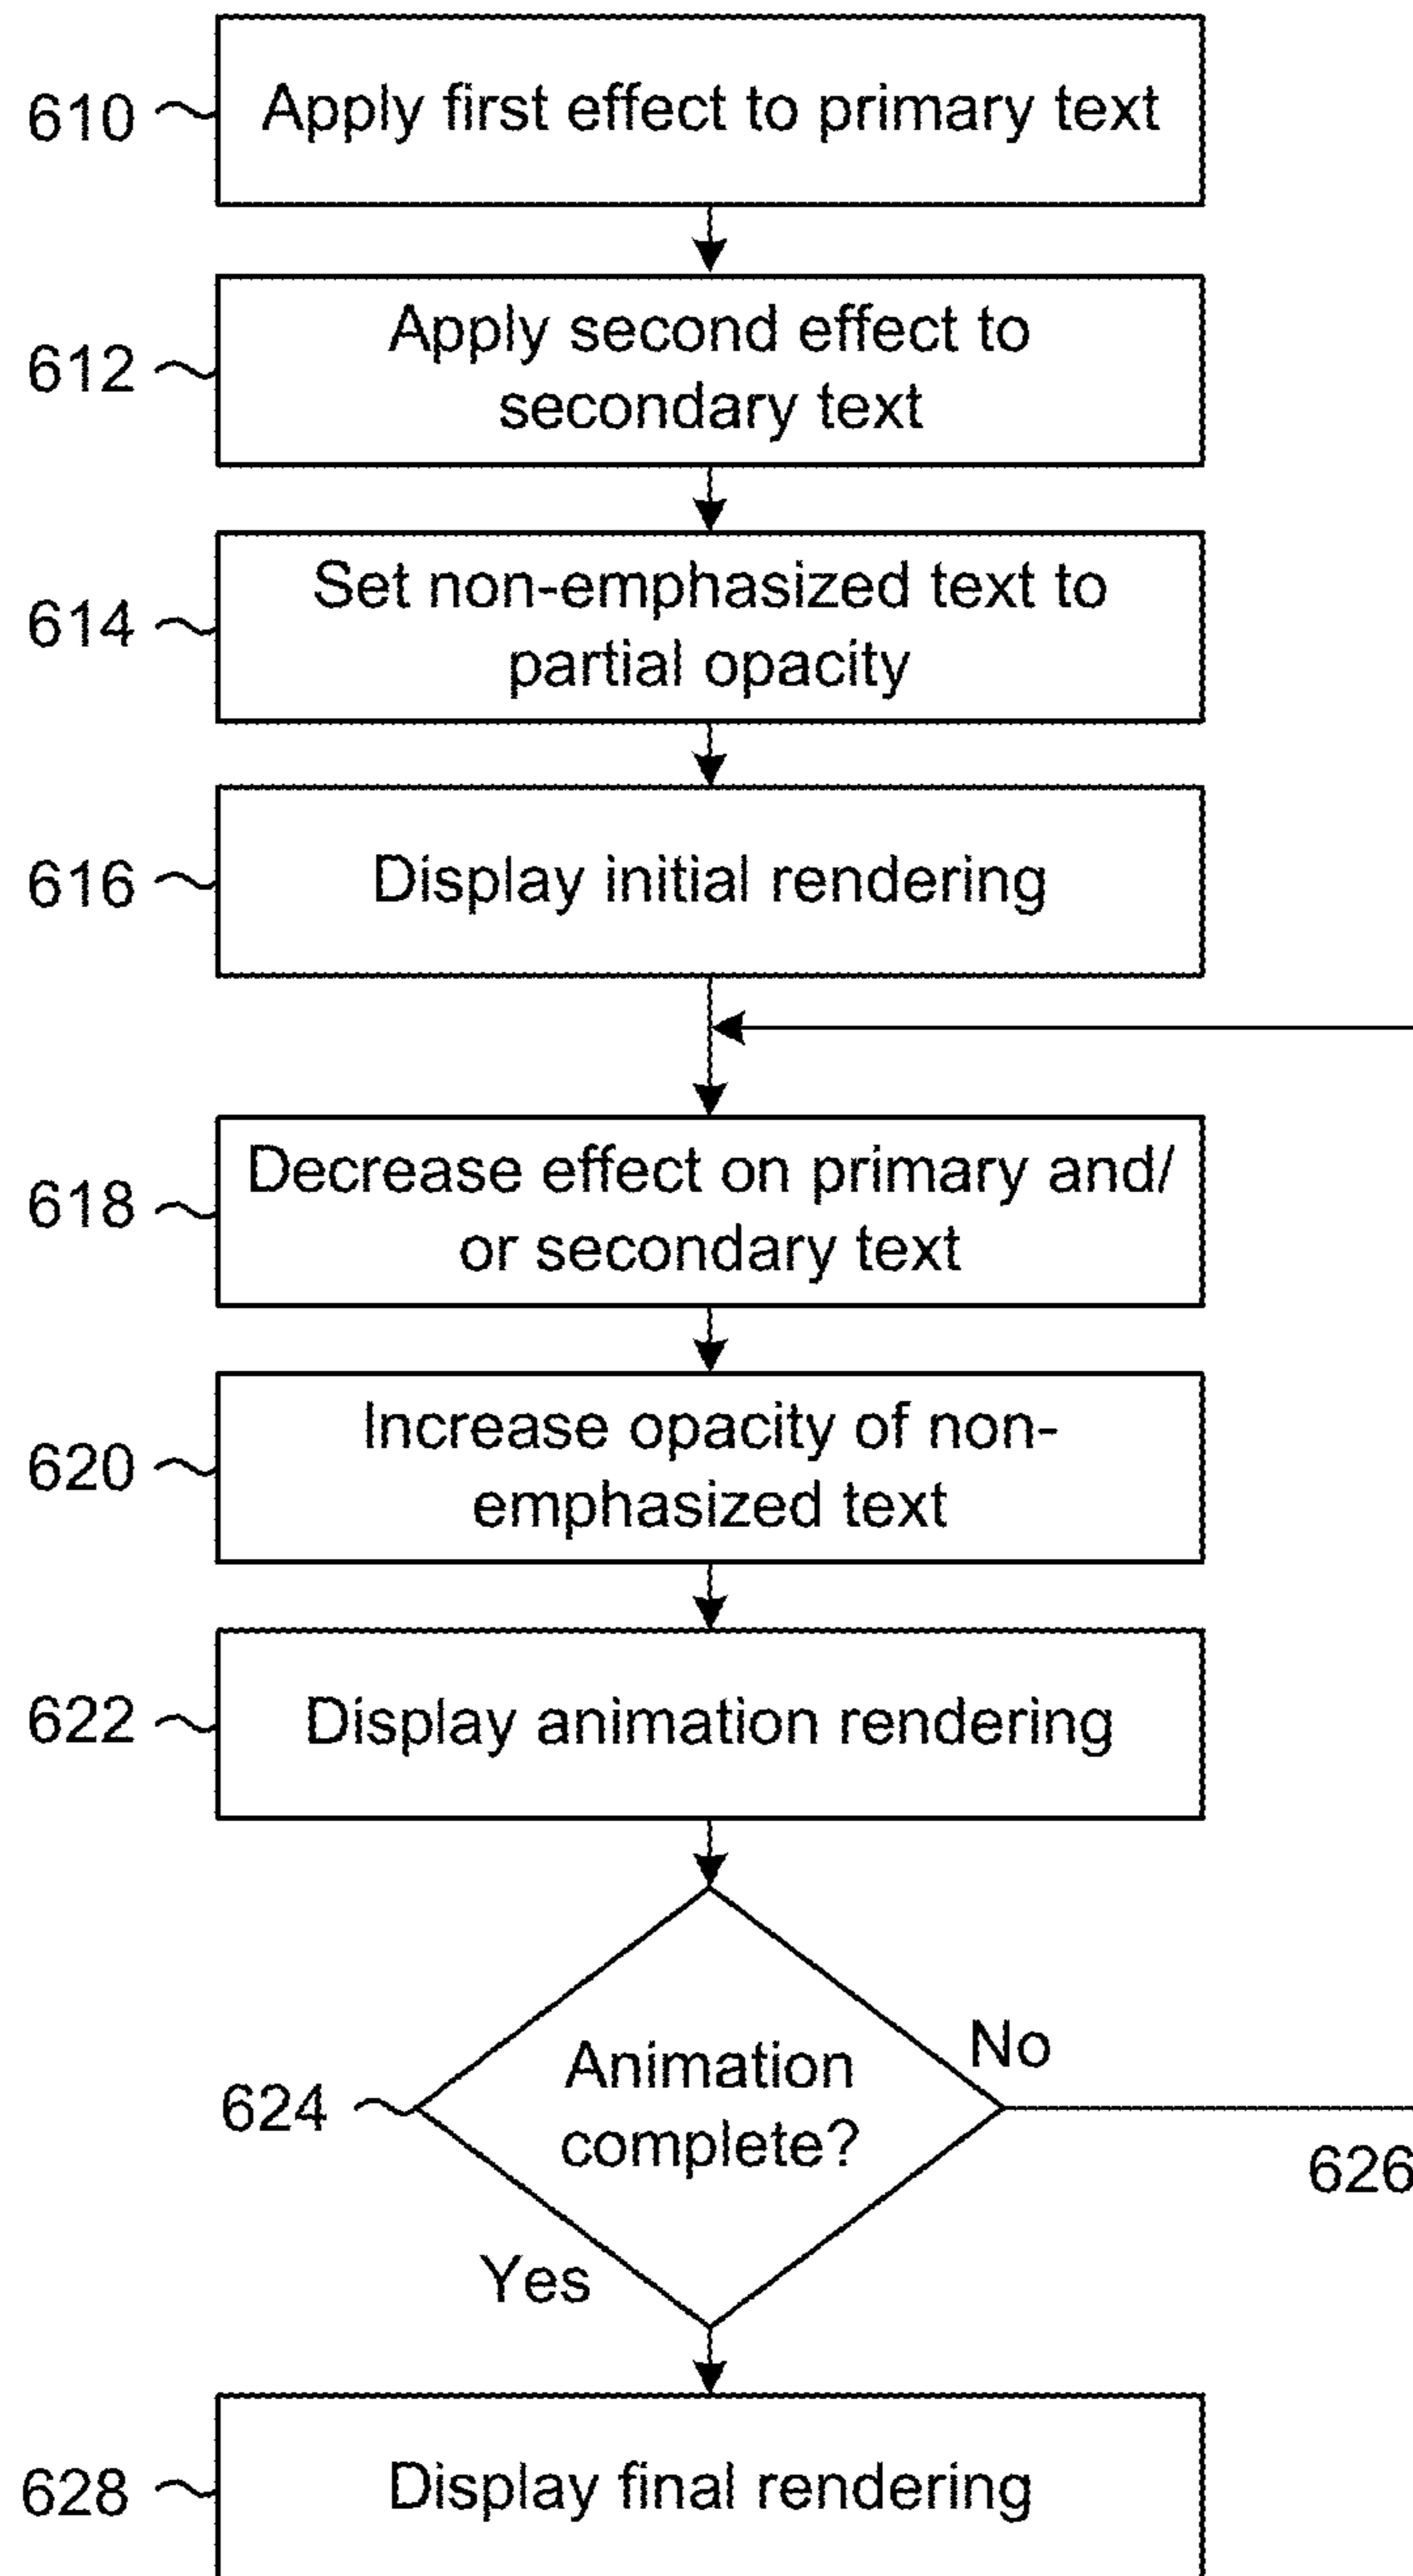 610
Apply first effect to primary text
612
Apply second effect to
secondary text
614
Set non-emphasized text to
partial opacity
616
Display initial rendering
618
Decrease effect on primary and/
or secondary text
620
Increase opacity of non-
emphasized text
622
Display animation rendering
624
Animation
complete?
No
626
Yes
628
Display final rendering